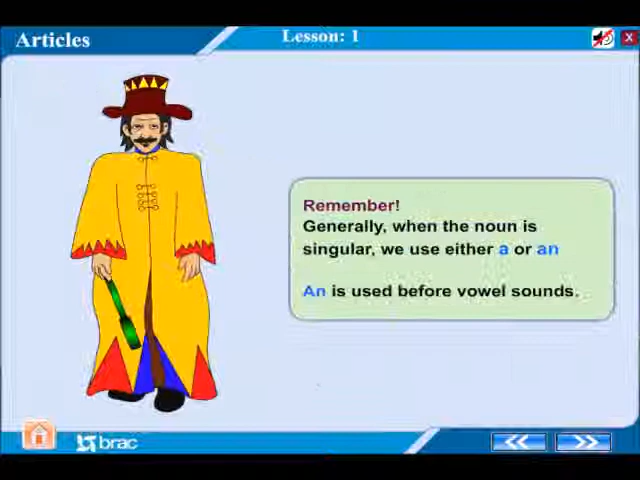 Articles
Lesson: 1
Remember!
Generally, when the noun is
singular, we use either a or an
An is used before vowel sounds.
brac